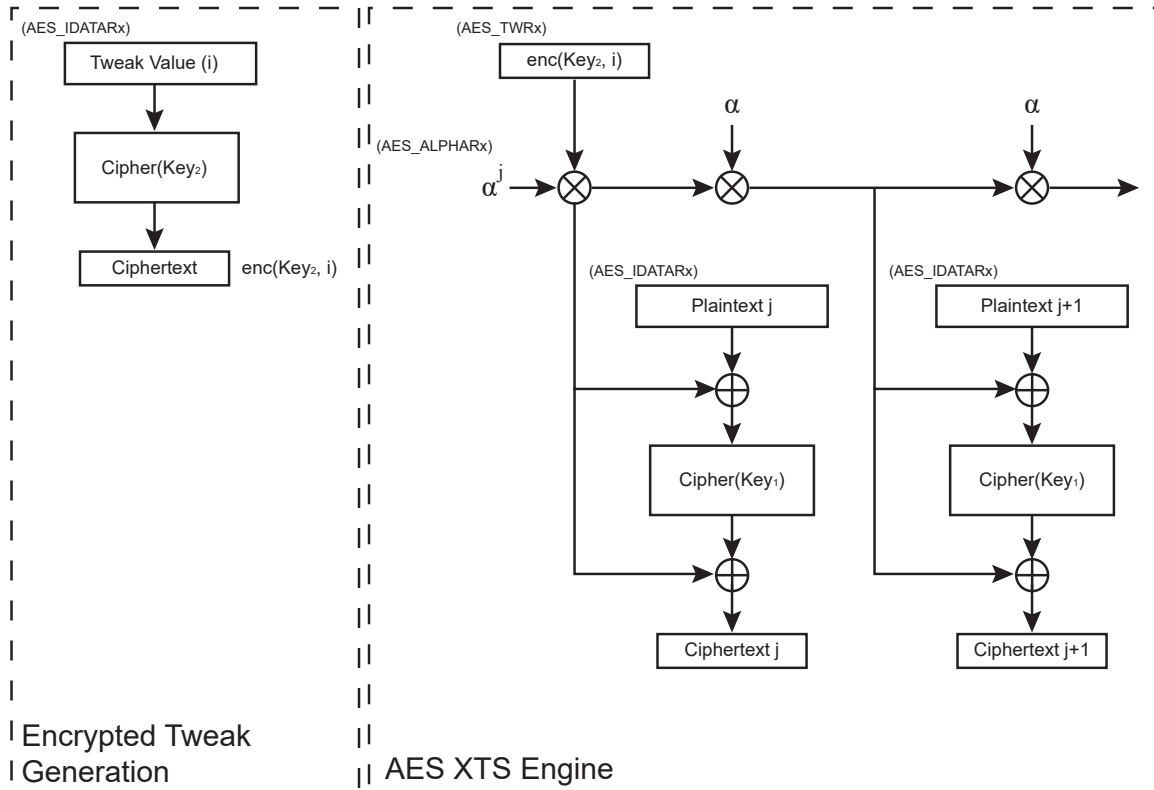 (AES_IDATARx)
Tweak Value (i)
Cipher(Key₂)
Ciphertext
enc(Key₂, i)
Encrypted Tweak
Generation
(AES_TWRx)
enc(Key₂, i)
α
α
(AES_ALPHARx)
αʲ
(AES_IDATARx)
(AES_IDATARx)
Plaintext j
Plaintext j+1
Cipher(Key₁)
Cipher(Key₁)
Ciphertext j
Ciphertext j+1
AES XTS Engine